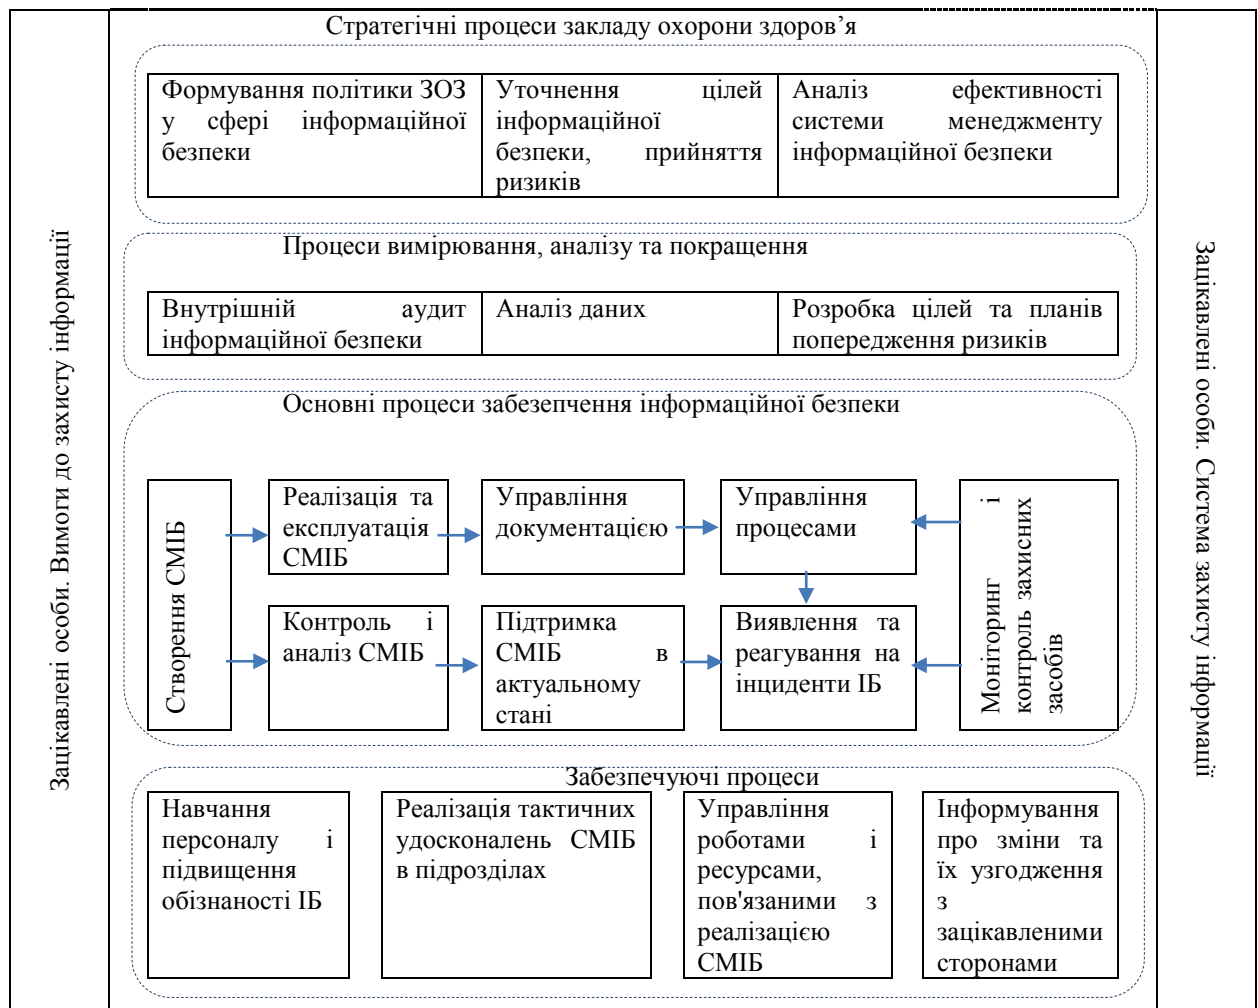 Зацікавлені особи. Вимоги до захисту інформації
Стратегічні процеси закладу охорони здоров’я
Формування політики ЗОЗ
у сфері інформаційної
безпеки
Уточнення цілей
інформаційної
безпеки, прийняття
ризиків
Аналіз ефективності
системи менеджменту
інформаційної безпеки
Процеси вимірювання, аналізу та покращення
Внутрішній аудит
інформаційної безпеки
Аналіз даних
Розробка цілей та планів
попередження ризиків
Основні процеси забезепчення інформаційної безпеки
Створення СМІБ
Реалізація та
експлуатація
СМІБ
Управління
документацією
Управління
процесами
Контроль і
аналіз СМІБ
Підтримка
СМІБ в
актуальному
стані
Виявлення та
реагування на
інциденти ІБ
Моніторинг і
контроль захисних
засобів
Забезпечуючі процеси
Навчання
персоналу і
підвищення
обізнаності ІБ
Реалізація тактичних
удосконалень СМІБ
в підрозділах
Управління
роботами і
ресурсами,
пов'язаними з
реалізацією
СМІБ
Інформування
про зміни та
їх узгодження
з
зацікавленими
сторонами
Зацікавлені особи. Система захисту інформації